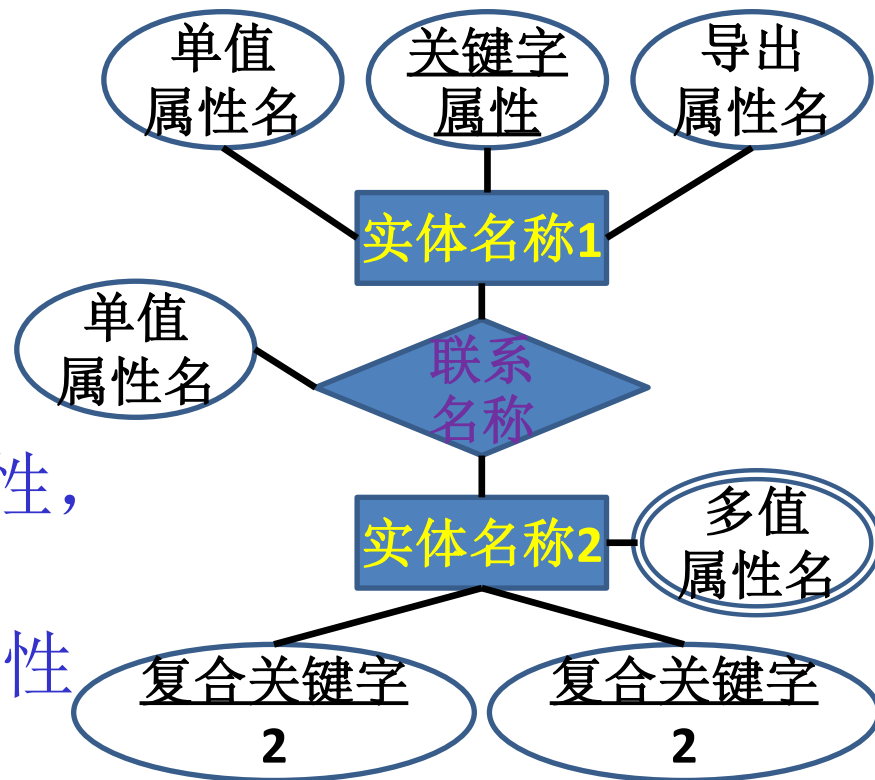 单值
属性名
关键字
属性
导出
属性名
实体名称1
单值
属性名
联系
名称
性，
实体名称2
多值
属性名
性
复合关键字
2
复合关键字
2